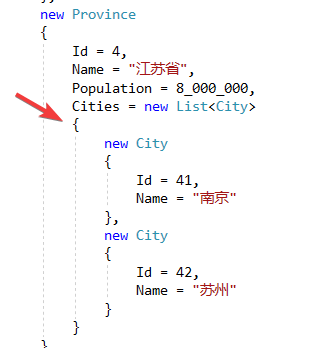 new Province
{
Id = 4,
Name = "江苏省",
Population = 8_000_000,
Cities = new List<City>
{
new City
{
Id = 41,
Name = "南京"
},
new City
{
Id = 42,
Name = "苏州"
}
}